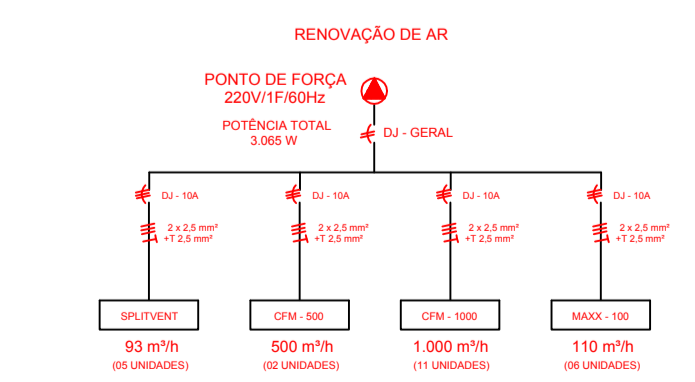 RENOVAÇÃO DE AR
PONTO DE FORÇA
220V/1F/60Hz
POTÊNCIA TOTAL
3.065 W
DJ - GERAL
DJ - 10A
DJ - 10A
DJ - 10A
DJ - 10A
2 x 2,5 mm²
+T 2,5 mm²
2 x 2,5 mm²
+T 2,5 mm²
2 x 2,5 mm²
+T 2,5 mm²
2 x 2,5 mm²
+T 2,5 mm²
SPLITVENT
CFM - 500
CFM - 1000
MAXX - 100
93 m³/h
500 m³/h
1.000 m³/h
110 m³/h
(05 UNIDADES)
(02 UNIDADES)
(11 UNIDADES)
(06 UNIDADES)